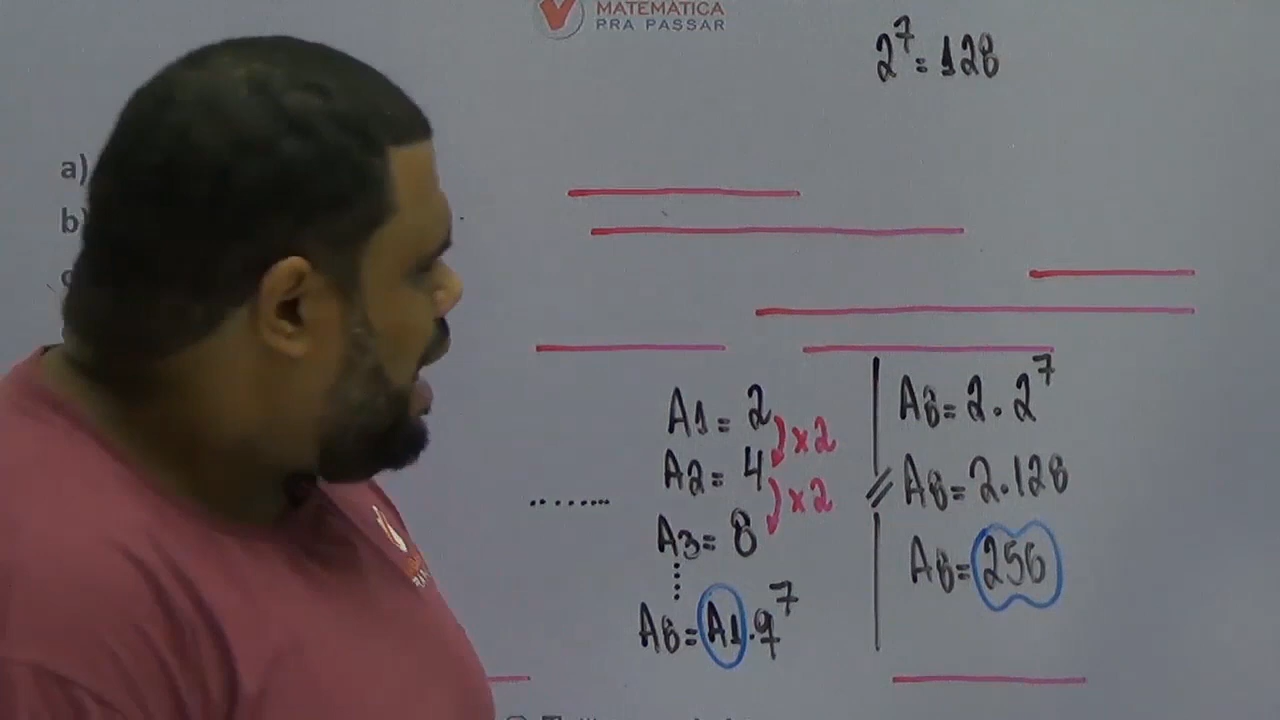 MATEMÁTICA
PRA PASSAR
2⁷ = 128
a)
b)
A1 = 2
x2
A2 = 4
x2
........
A3 = 8
A8 = A1 . q⁷
A8 = 2 . 2⁷
A8 = 2 . 128
A8 = 256